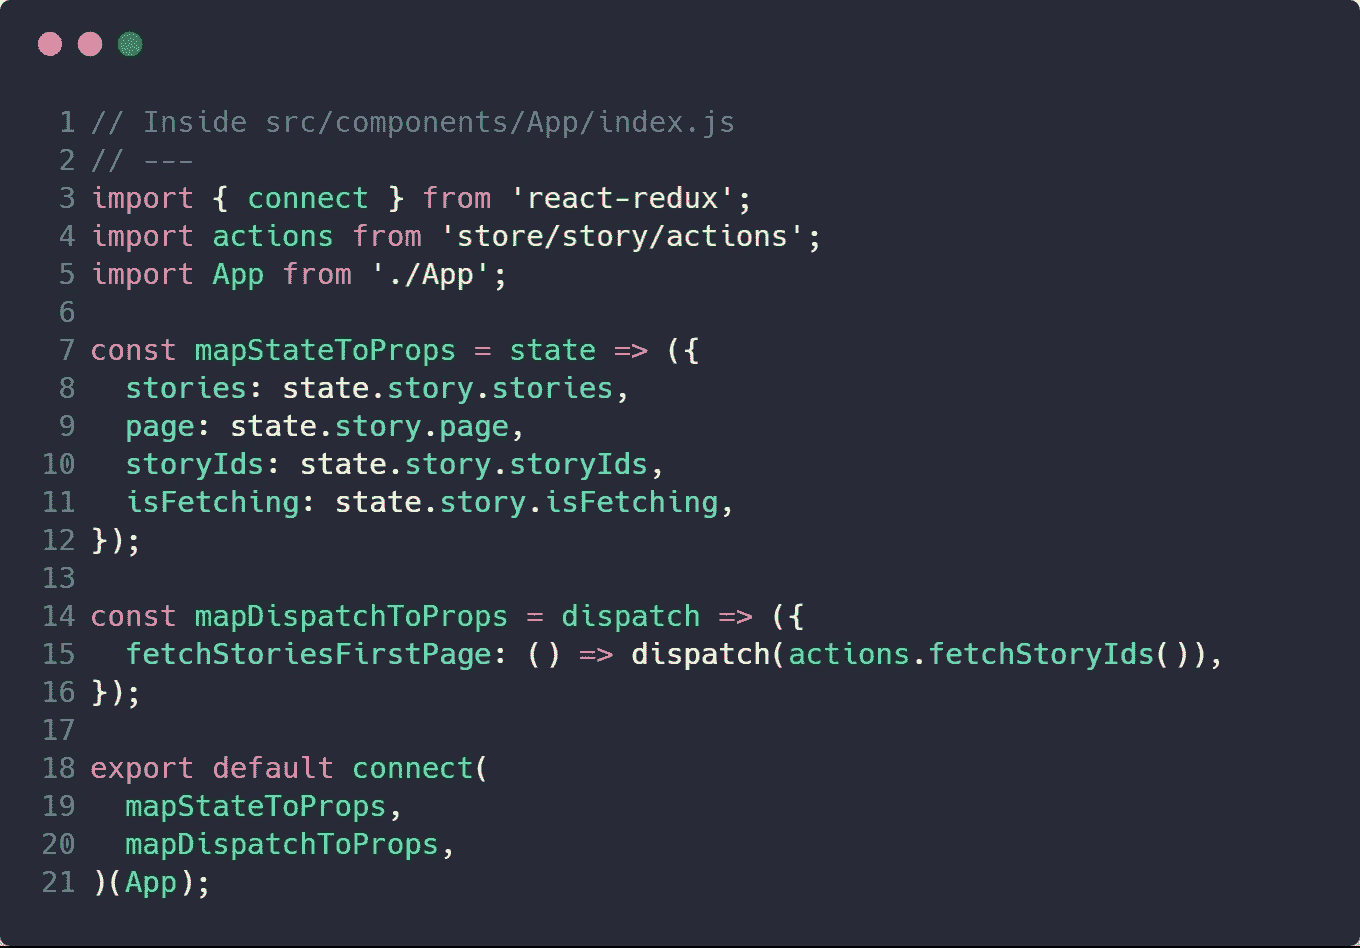 1 // Inside src/components/App/index.js
2 // ---
3 import { connect } from 'react-redux';
4 import actions from 'store/story/actions';
5 import App from './App';
6
7 const mapStateToProps = state => ({
8   stories: state.story.stories,
9   page: state.story.page,
10   storyIds: state.story.storyIds,
11   isFetching: state.story.isFetching,
12 });
13
14 const mapDispatchToProps = dispatch => ({
15   fetchStoriesFirstPage: () => dispatch(actions.fetchStoryIds()),
16 });
17
18 export default connect(
19   mapStateToProps,
20   mapDispatchToProps,
21 )(App);